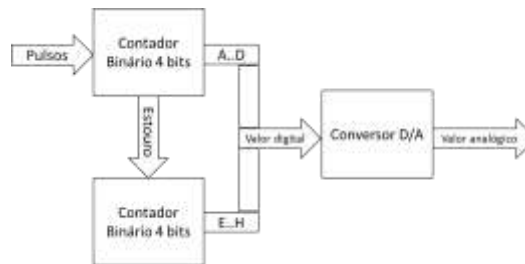 Pulsos
Contador
Binário 4 bits
A..D
Estouro
Valor digital
Conversor D/A
Valor analógico
Contador
Binário 4 bits
E..H